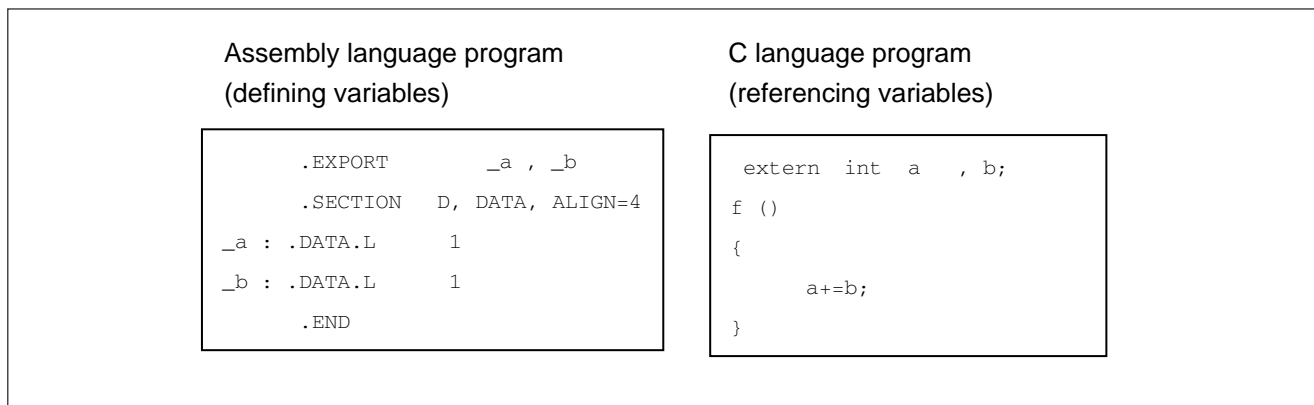 Assembly language program
(defining variables)
.EXPORT _a , _b
.SECTION D, DATA, ALIGN=4
_a : .DATA.L 1
_b : .DATA.L 1
.END
C language program
(referencing variables)
extern int a , b;
f ()
{
a+=b;
}